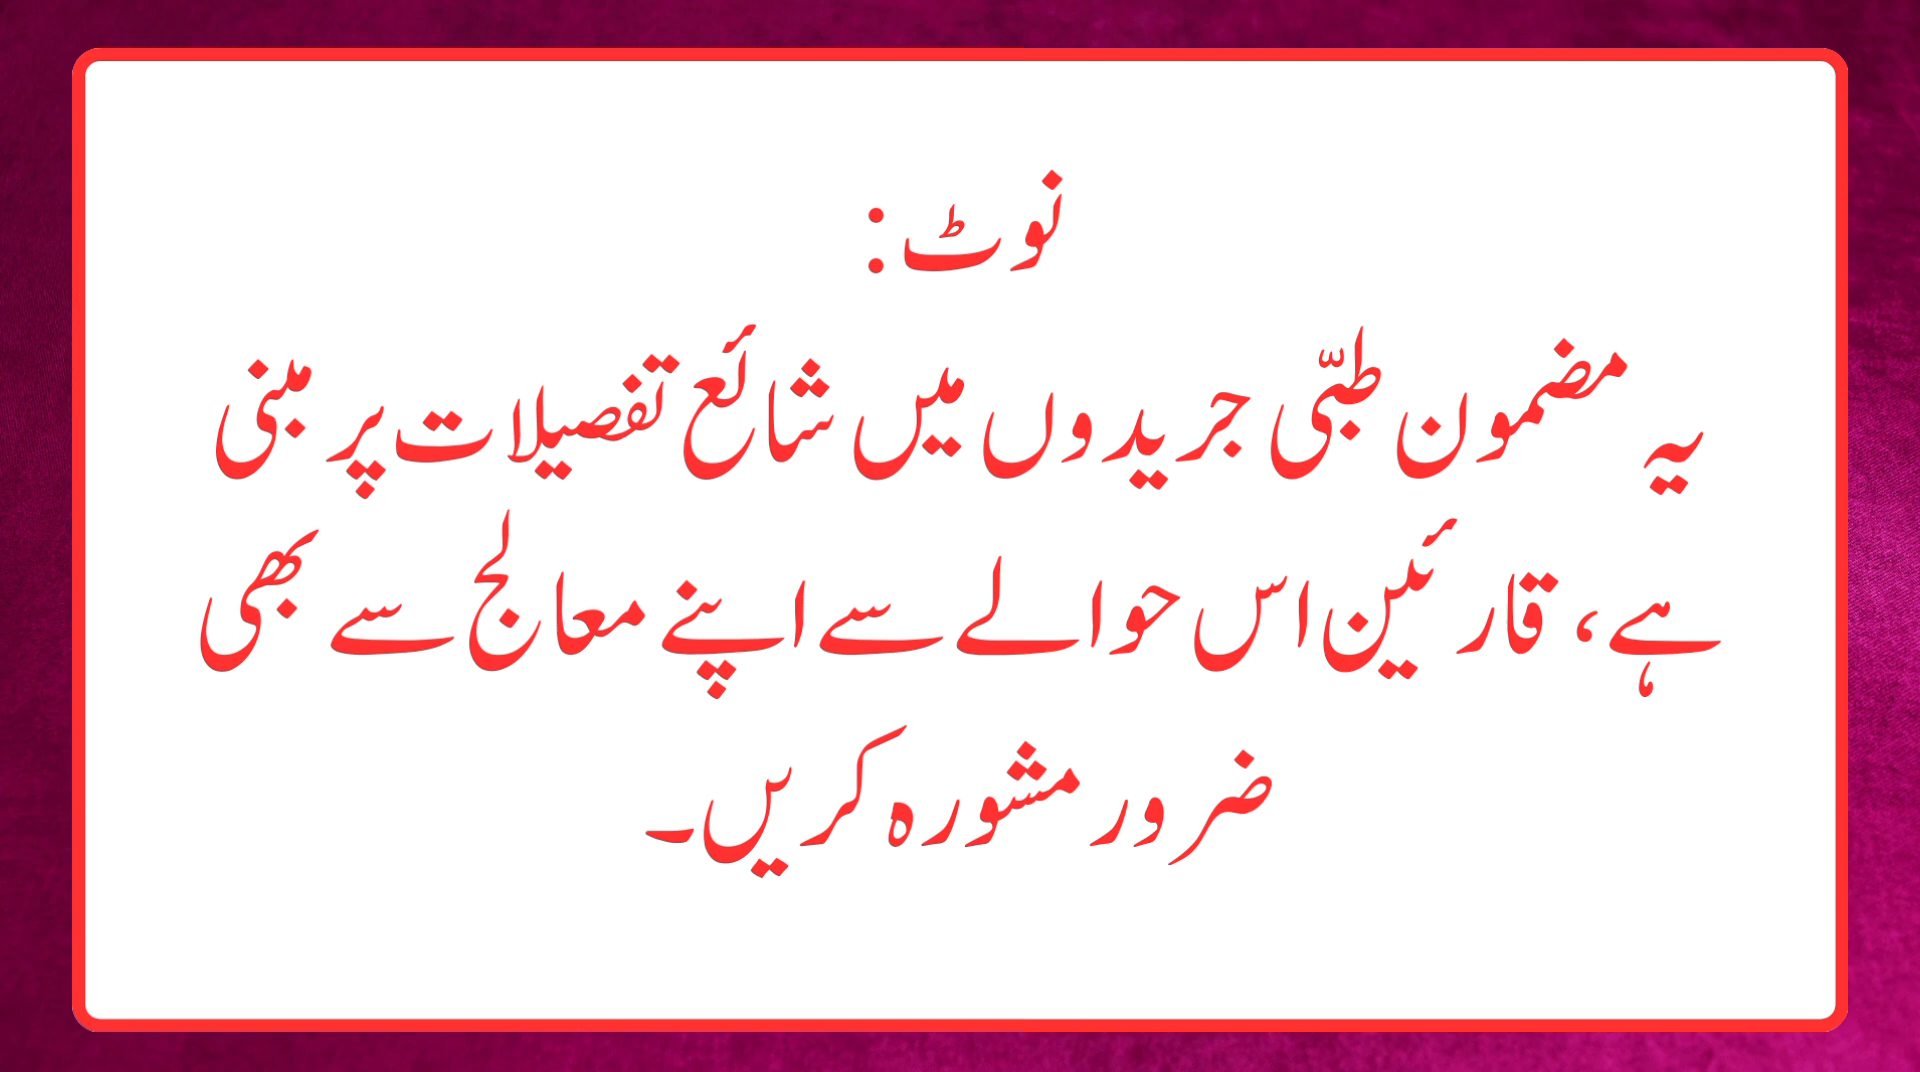 نوٹ:
یہ مضمون طبّی جریدوں میں شائع تفصیلات پر مبنی
ہے، قارئین اس حوالے سے اپنے معالج سے بھی
ضرور مشورہ کریں۔